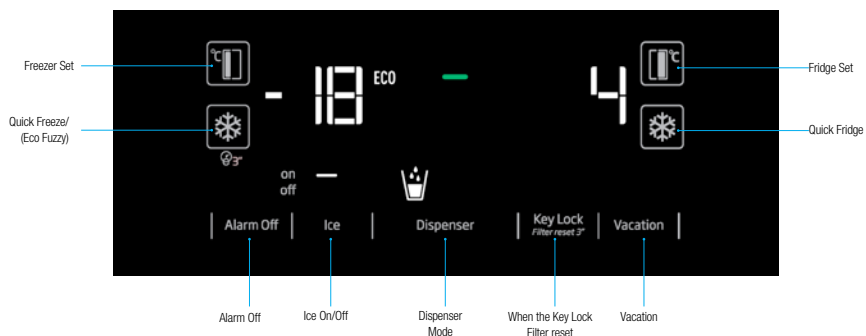 Freezer Set
°C
- 18
ECO
4
°C
Fridge Set
Quick Freeze/
(Eco Fuzzy)
Quick Fridge
3"
on
off
Alarm Off
Ice
Dispenser
Key Lock
Filter reset 3"
Vacation
Alarm Off
Ice On/Off
Dispenser
Mode
When the Key Lock
Filter reset
Vacation